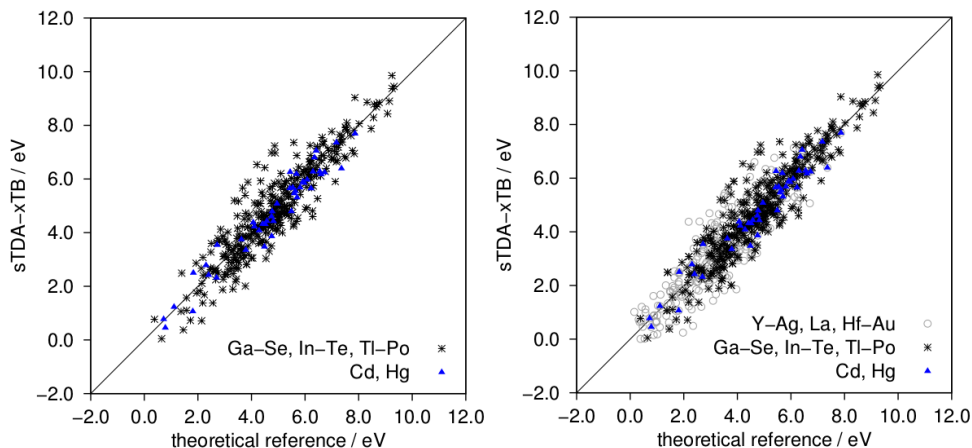 12.0
10.0
8.0
6.0
4.0
2.0
0.0
−2.0
sTDA−xTB / eV
Ga−Se, In−Te, Tl−Po
Cd, Hg
−2.0 0.0 2.0 4.0 6.0 8.0 10.0 12.0
theoretical reference / eV
12.0
10.0
8.0
6.0
4.0
2.0
0.0
−2.0
sTDA−xTB / eV
Y−Ag, La, Hf−Au
Ga−Se, In−Te, Tl−Po
Cd, Hg
−2.0 0.0 2.0 4.0 6.0 8.0 10.0 12.0
theoretical reference / eV